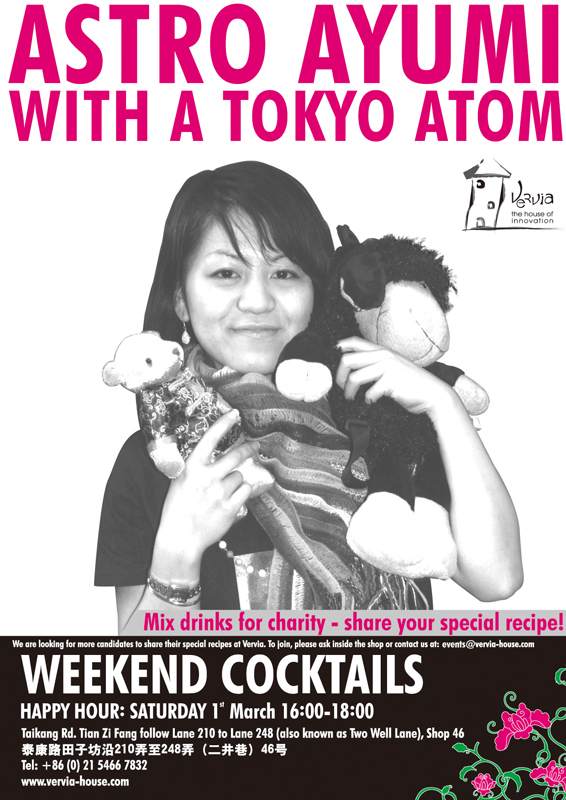 ASTRO AYUMI
WITH A TOKYO ATOM
Vervia
the house of
innovation
Mix drinks for charity - share your special recipe!
We are looking for more candidates to share their special recipes at Vervia. To join, please ask inside the shop or contact us at: events@vervia-house.com
WEEKEND COCKTAILS
HAPPY HOUR: SATURDAY 1st March 16:00-18:00
Taikang Rd. Tian Zi Fang follow Lane 210 to Lane 248 (also known as Two Well Lane), Shop 46
泰康路田子坊沿210弄至248弄 (二井巷) 46号
Tel: +86 (0) 21 5466 7832
www.vervia-house.com